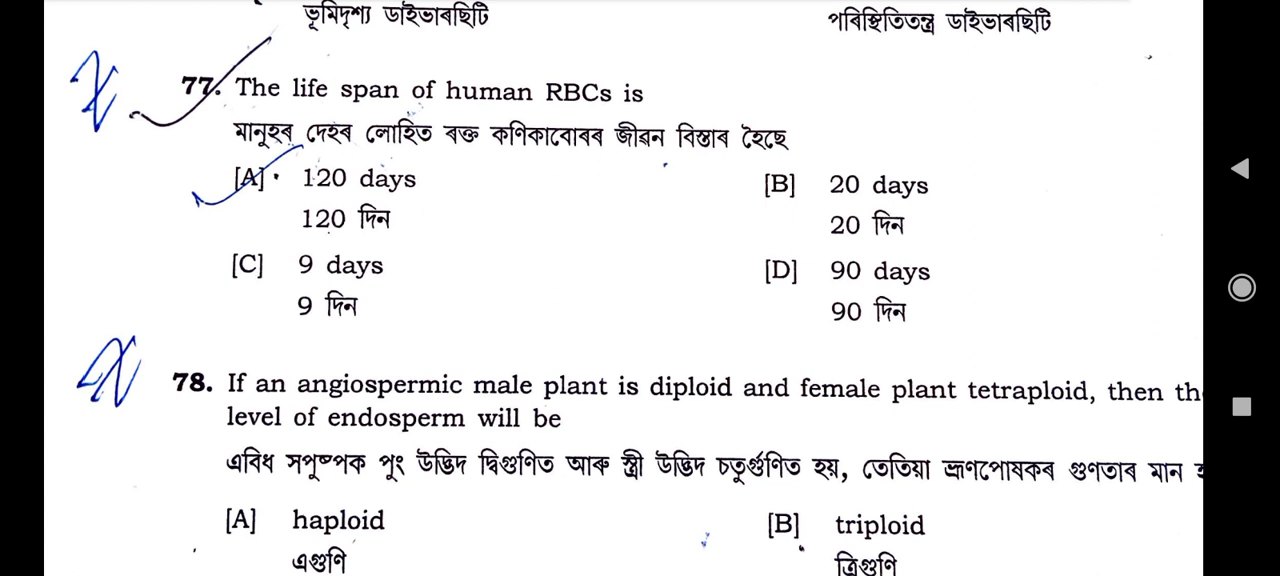 ভূমিদৃশ্য ডাইভাৰছিটি
পৰিস্থিতিতন্ত্ৰ ডাইভাৰছিটি
77. The life span of human RBCs is
মানুহৰ দেহৰ লোহিত ৰক্ত কণিকাবোৰৰ জীৱন বিস্তাৰ হৈছে
[A] 120 days
120 দিন
[B] 20 days
20 দিন
[C] 9 days
9 দিন
[D] 90 days
90 দিন
78. If an angiospermic male plant is diploid and female plant tetraploid, then th
level of endosperm will be
এবিধ সপুষ্পক পুং উদ্ভিদ দ্বিগুণিত আৰু স্ত্ৰী উদ্ভিদ চতুৰ্গুণিত হয়, তেতিয়া ভ্ৰূণপোষকৰ গুণতাৰ মান
[A] haploid
এগুণি
[B] triploid
ত্ৰিগুণি